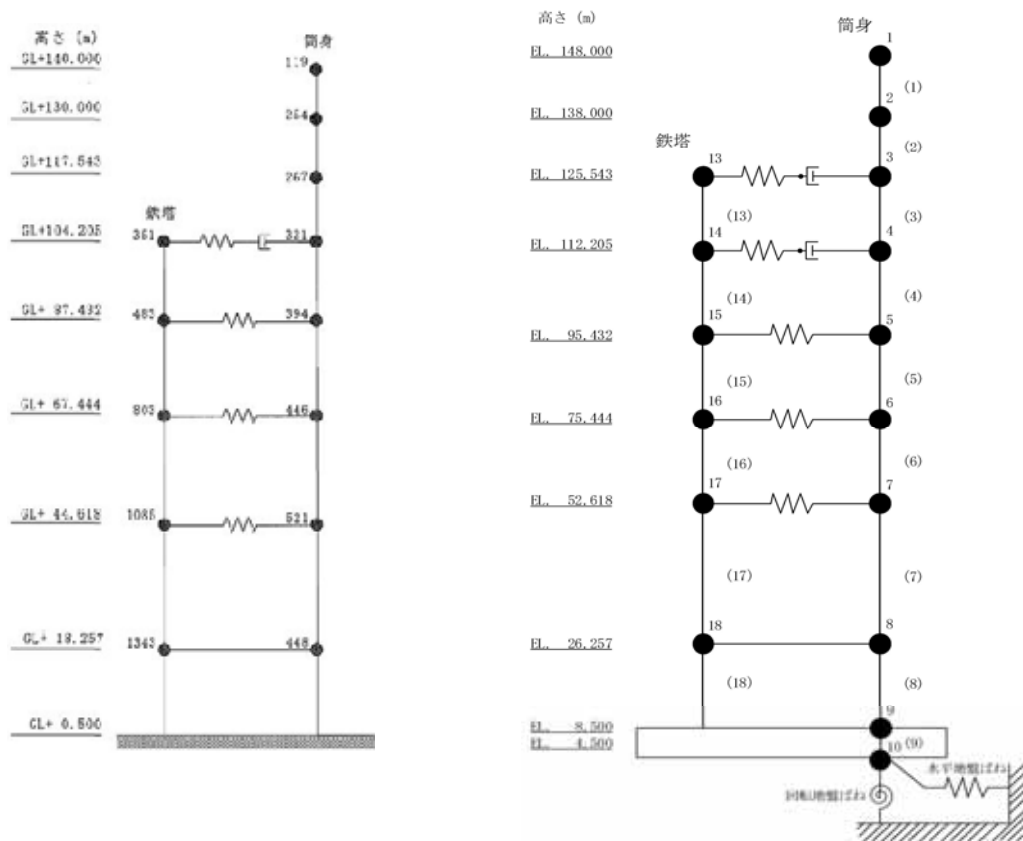 高さ (m)
筒身
GL+140.000
119
GL+130.000
254
GL+117.543
267
鉄塔
GL+104.205
351
321
GL+ 87.432
483
394
GL+ 67.444
803
446
GL+ 44.618
1085
521
GL+ 18.257
1343
448
GL+ 0.500
高さ (m)
筒身
1
EL. 148.000
(1)
2
EL. 138.000
(2)
鉄塔
13
3
EL. 125.543
(13)
(3)
14
4
EL. 112.205
(14)
(4)
15
5
EL. 95.432
(15)
(5)
16
6
EL. 75.444
(16)
(6)
17
7
EL. 52.618
(17)
(7)
18
8
EL. 26.257
(18)
(8)
9
EL. 8.500
EL. 4.500
10
(9)
水平地盤ばね
回転地盤ばね